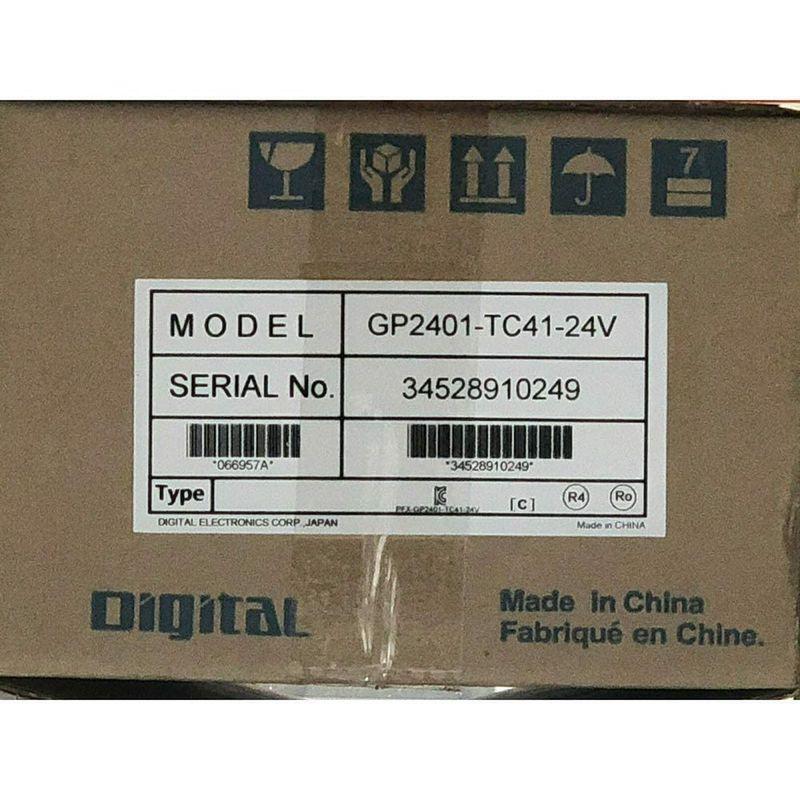 7
MODEL GP2401-TC41-24V
SERIAL No. 34528910249
*066957A* *34528910249*
Type
PFX-GP2401-TC41-24V [C] R4 Ro
DIGITAL ELECTRONICS CORP.,JAPAN Made in CHINA
Digital
Made in China
Fabriqué en Chine.